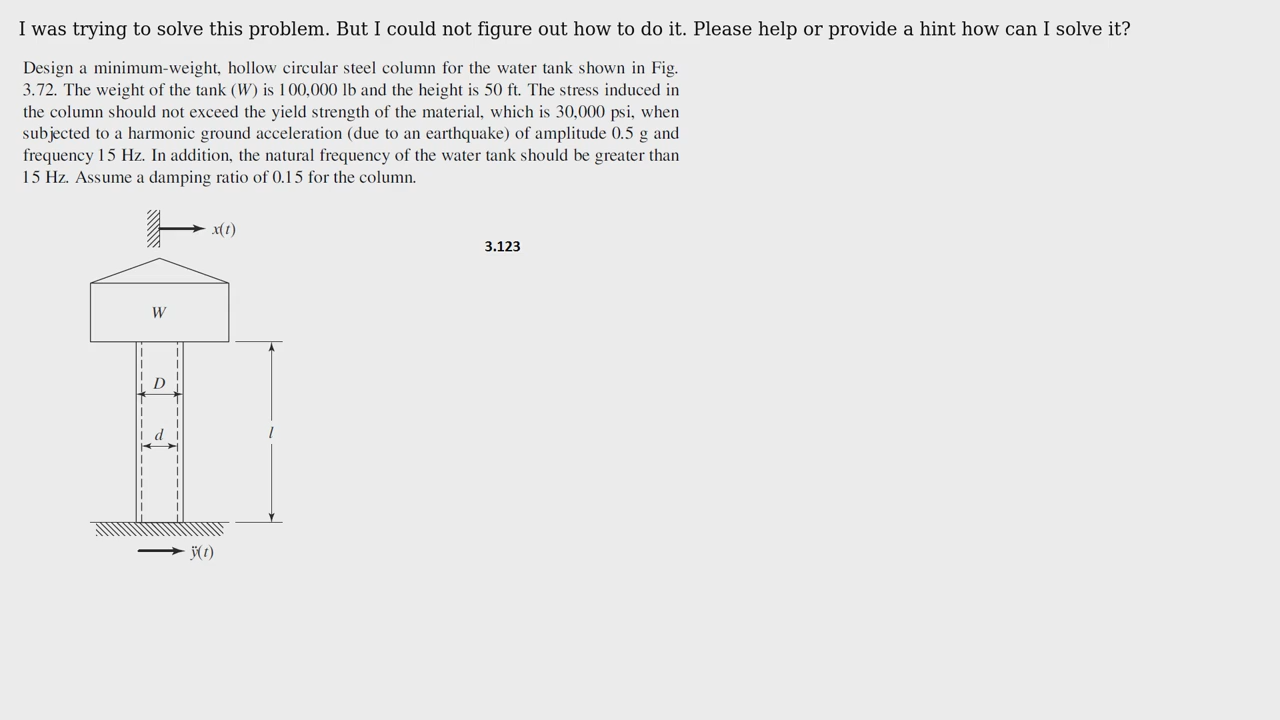 I was trying to solve this problem. But I could not figure out how to do it. Please help or provide a hint how can I solve it?
Design a minimum-weight, hollow circular steel column for the water tank shown in Fig.
3.72. The weight of the tank (W) is 100,000 lb and the height is 50 ft. The stress induced in
the column should not exceed the yield strength of the material, which is 30,000 psi, when
subjected to a harmonic ground acceleration (due to an earthquake) of amplitude 0.5 g and
frequency 15 Hz. In addition, the natural frequency of the water tank should be greater than
15 Hz. Assume a damping ratio of 0.15 for the column.
x(t)
3.123
W
D
d
l
ÿ(t)